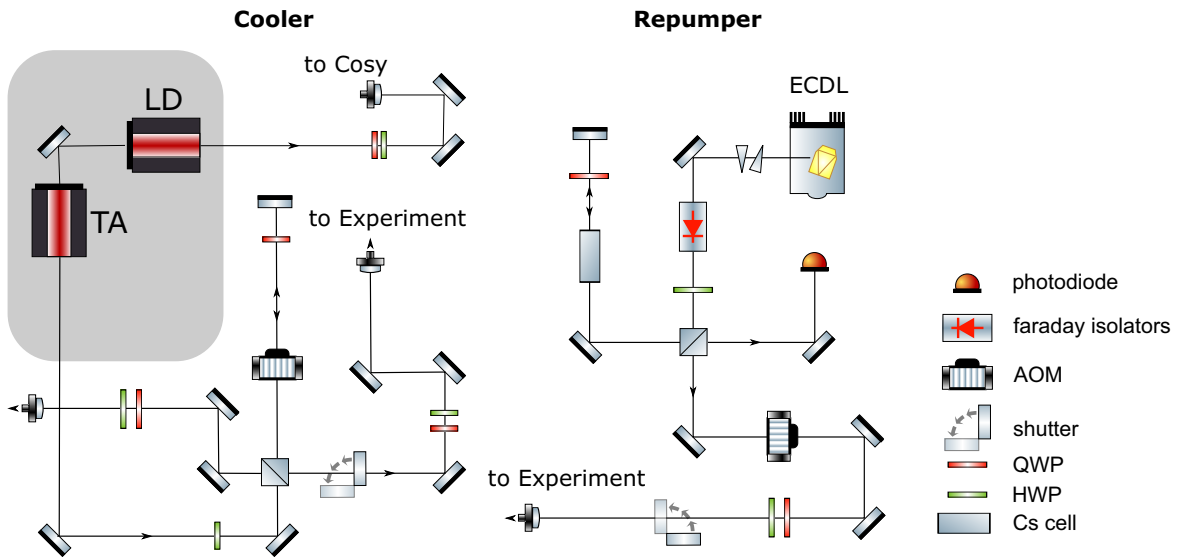 Cooler
Repumper
to Cosy
LD
ECDL
TA
to Experiment
to Experiment
photodiode
faraday isolators
AOM
shutter
QWP
HWP
Cs cell